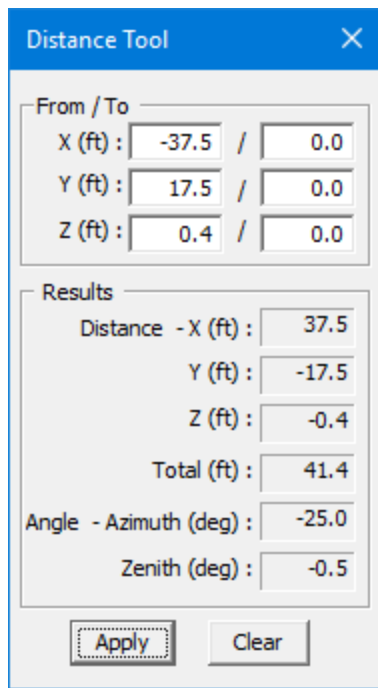 Distance Tool
From / To
X (ft) : -37.5 / 0.0
Y (ft) : 17.5 / 0.0
Z (ft) : 0.4 / 0.0
Results
Distance - X (ft) : 37.5
Y (ft) : -17.5
Z (ft) : -0.4
Total (ft) : 41.4
Angle - Azimuth (deg) : -25.0
Zenith (deg) : -0.5
Apply Clear